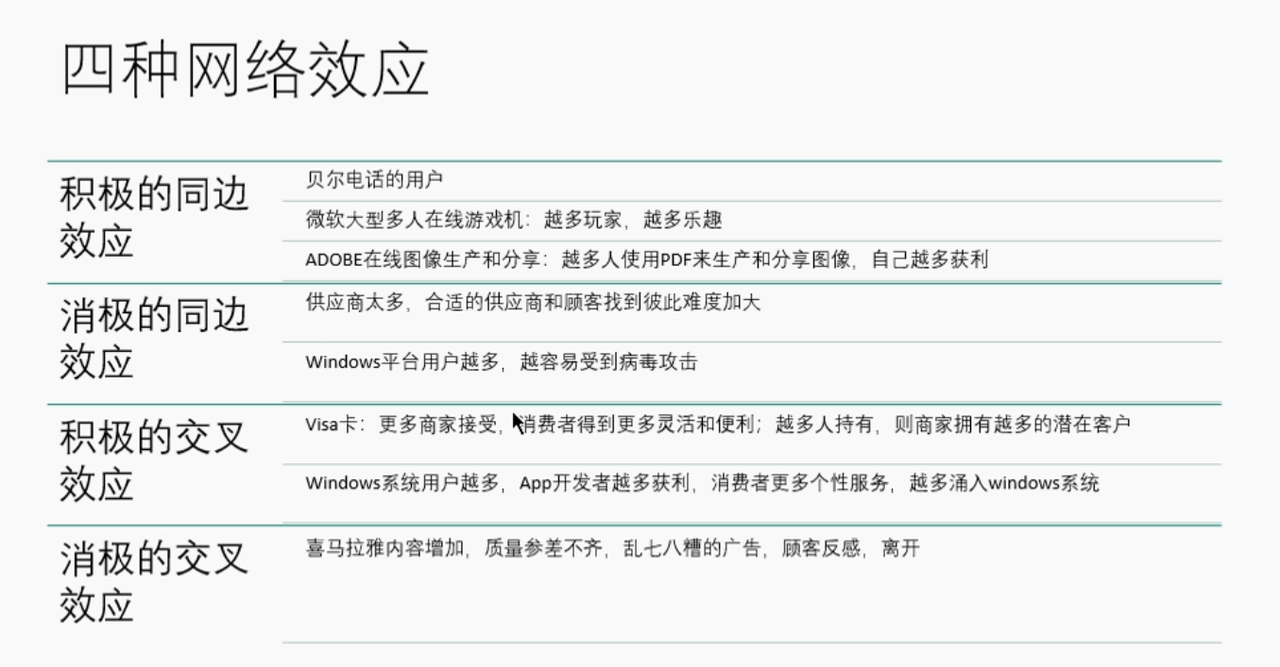 四种网络效应
积极的同边
效应
贝尔电话的用户
微软大型多人在线游戏机：越多玩家，越多乐趣
ADOBE在线图像生产和分享：越多人使用PDF来生产和分享图像，自己越多获利
消极的同边
效应
供应商太多，合适的供应商和顾客找到彼此难度加大
Windows平台用户越多，越容易受到病毒攻击
积极的交叉
效应
Visa卡：更多商家接受，消费者得到更多灵活和便利；越多人持有，则商家拥有越多的潜在客户
Windows系统用户越多，App开发者越多获利，消费者更多个性服务，越多涌入windows系统
消极的交叉
效应
喜马拉雅内容增加，质量参差不齐，乱七八糟的广告，顾客反感，离开